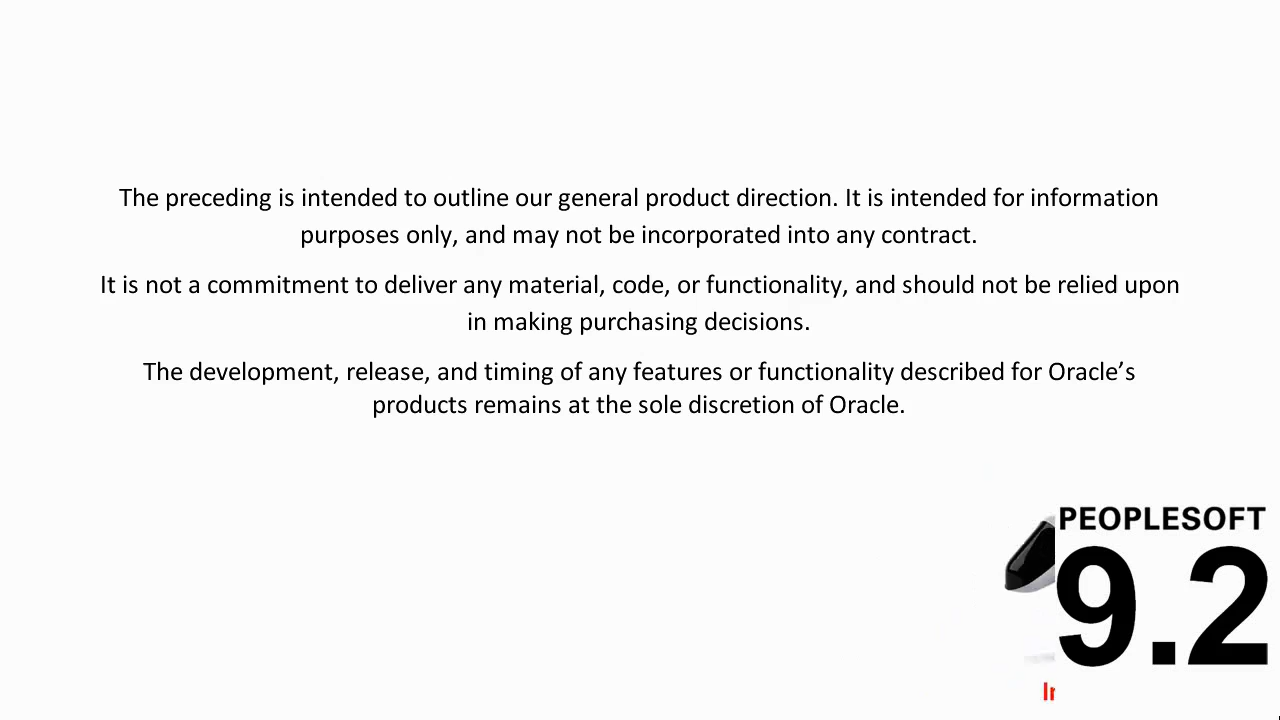 The preceding is intended to outline our general product direction. It is intended for information
purposes only, and may not be incorporated into any contract.
It is not a commitment to deliver any material, code, or functionality, and should not be relied upon
in making purchasing decisions.
The development, release, and timing of any features or functionality described for Oracle’s
products remains at the sole discretion of Oracle.
PEOPLESOFT
9.2